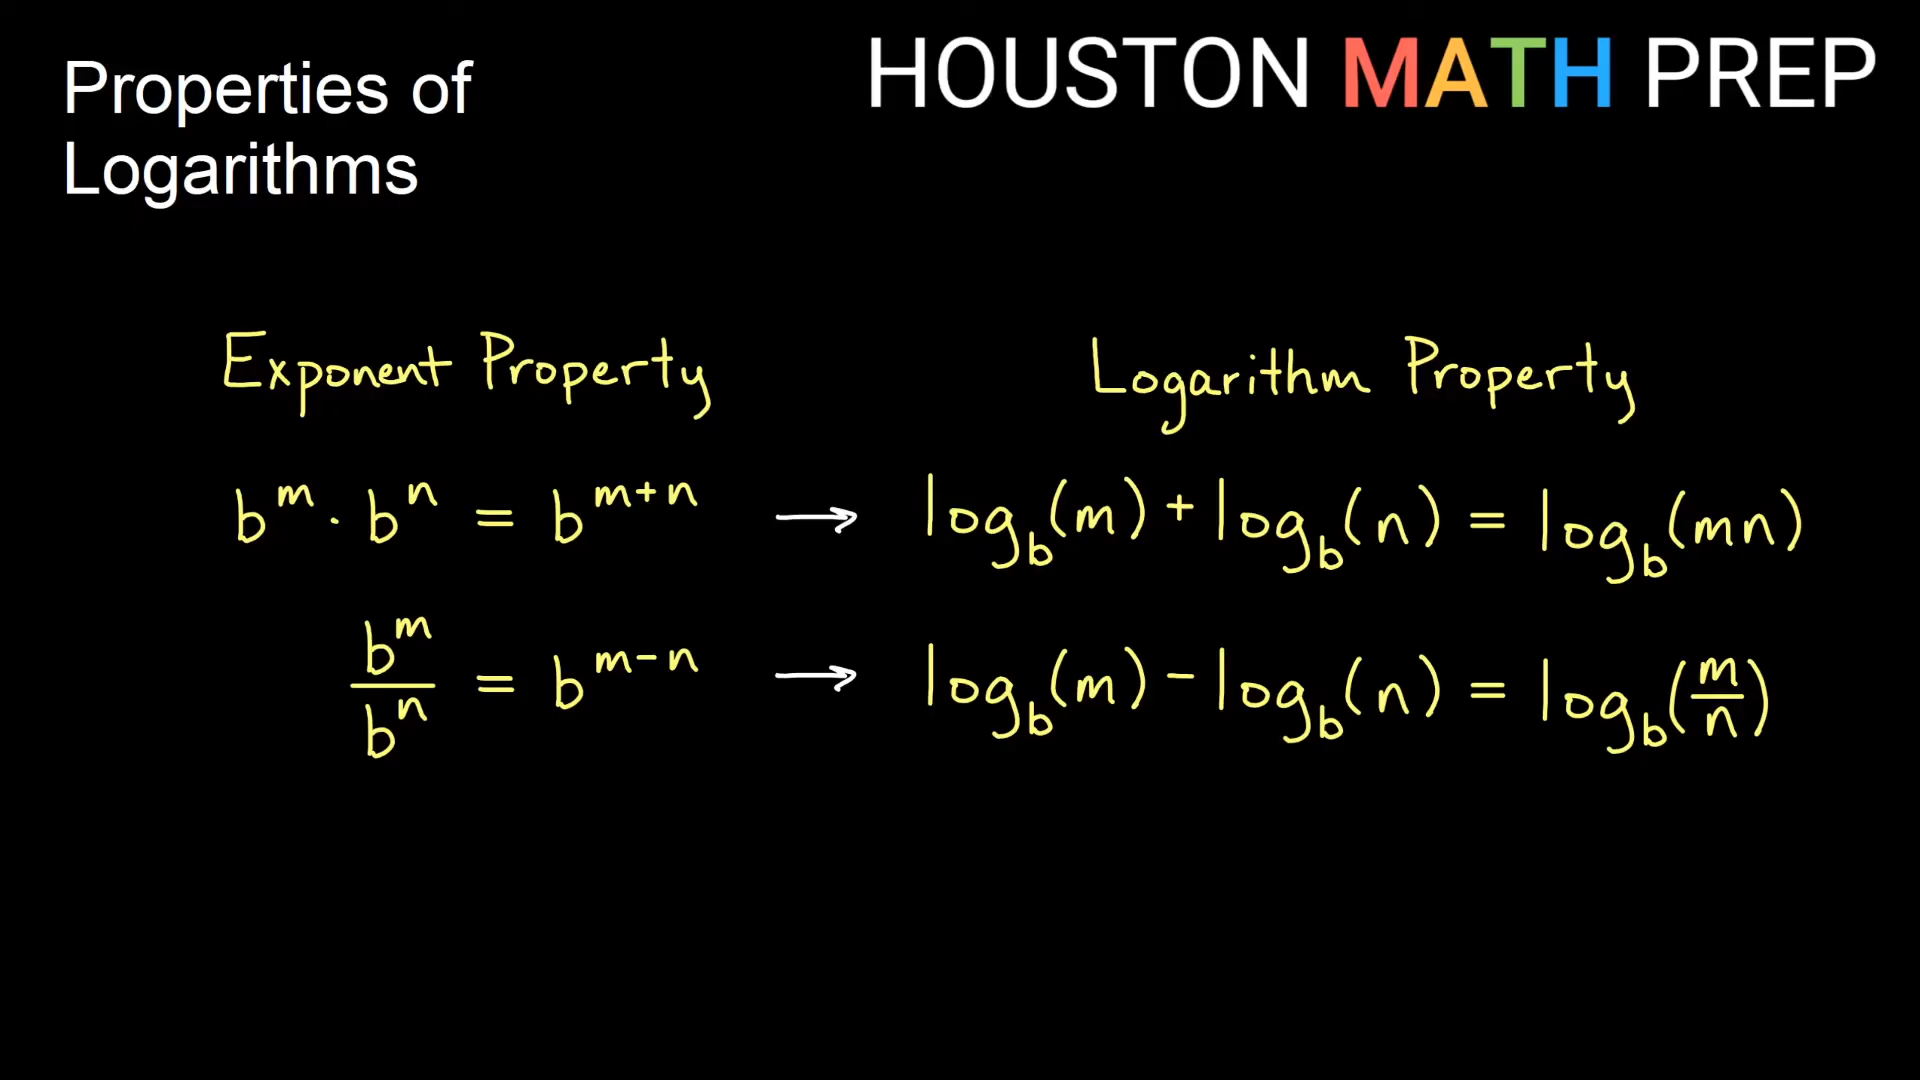 Properties of
Logarithms
HOUSTON MATH PREP
Exponent Property
Logarithm Property
b^m · b^n = b^{m+n} → log_b(m) + log_b(n) = log_b(mn)
b^m/b^n = b^{m-n} → log_b(m) - log_b(n) = log_b(m/n)